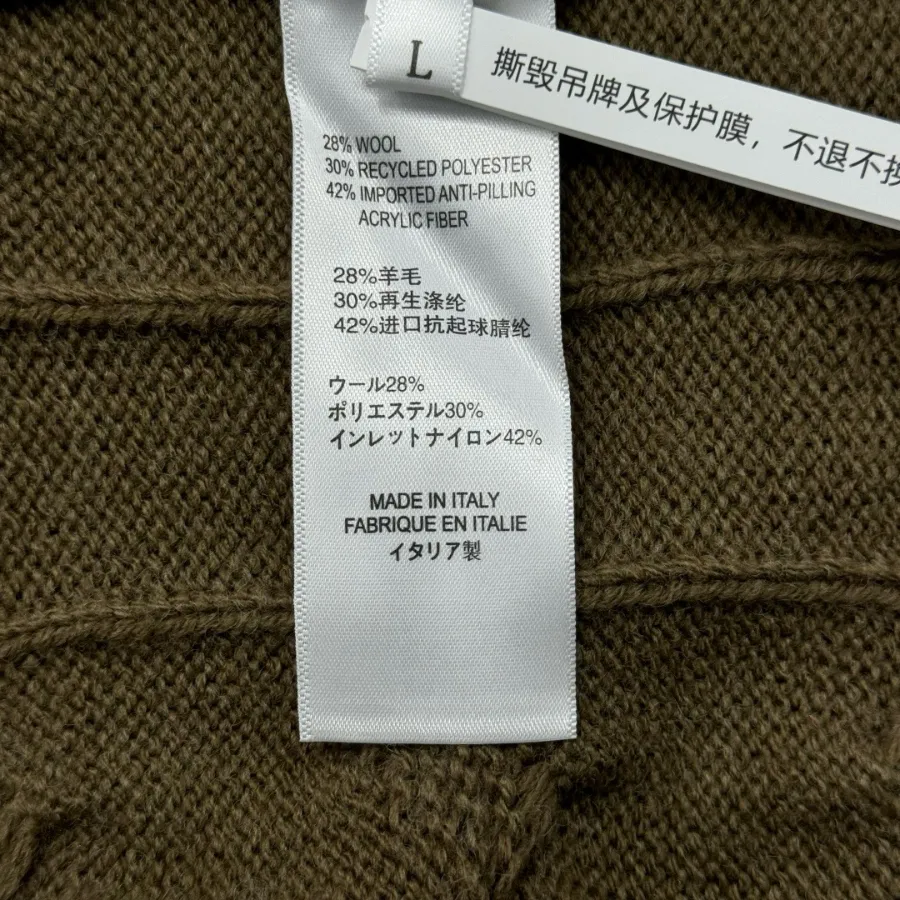 L
撕毁吊牌及保护膜，不退不换
28% WOOL
30% RECYCLED POLYESTER
42% IMPORTED ANTI-PILLING
ACRYLIC FIBER
28%羊毛
30%再生涤纶
42%进口抗起球腈纶
ウール28%
ポリエステル30%
インレットナイロン42%
MADE IN ITALY
FABRIQUE EN ITALIE
イタリア製